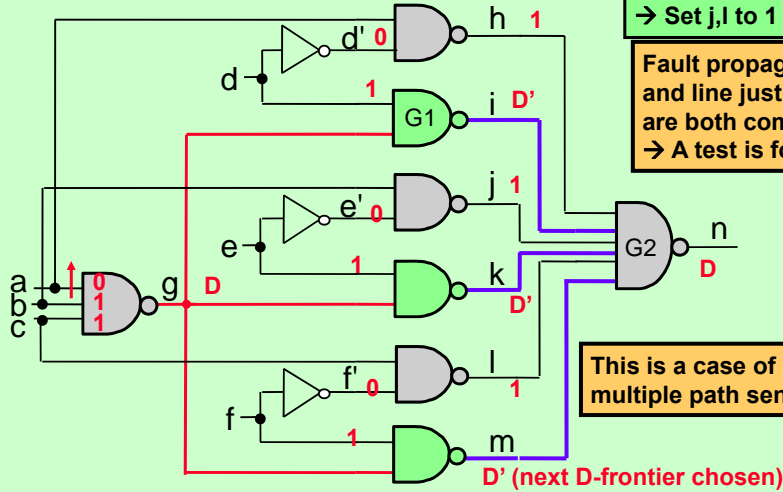 → Set j,l to 1
h 1
d' 0
Fault propag
and line just
are both com
→ A test is fo
d
1
G1
i D'
j 1
e' 0
e
n
G2
D
a 0
b 1
c 1
g D
1
k
D'
This is a case of
multiple path sen
l
f' 0
1
f
1
m
D' (next D-frontier chosen)